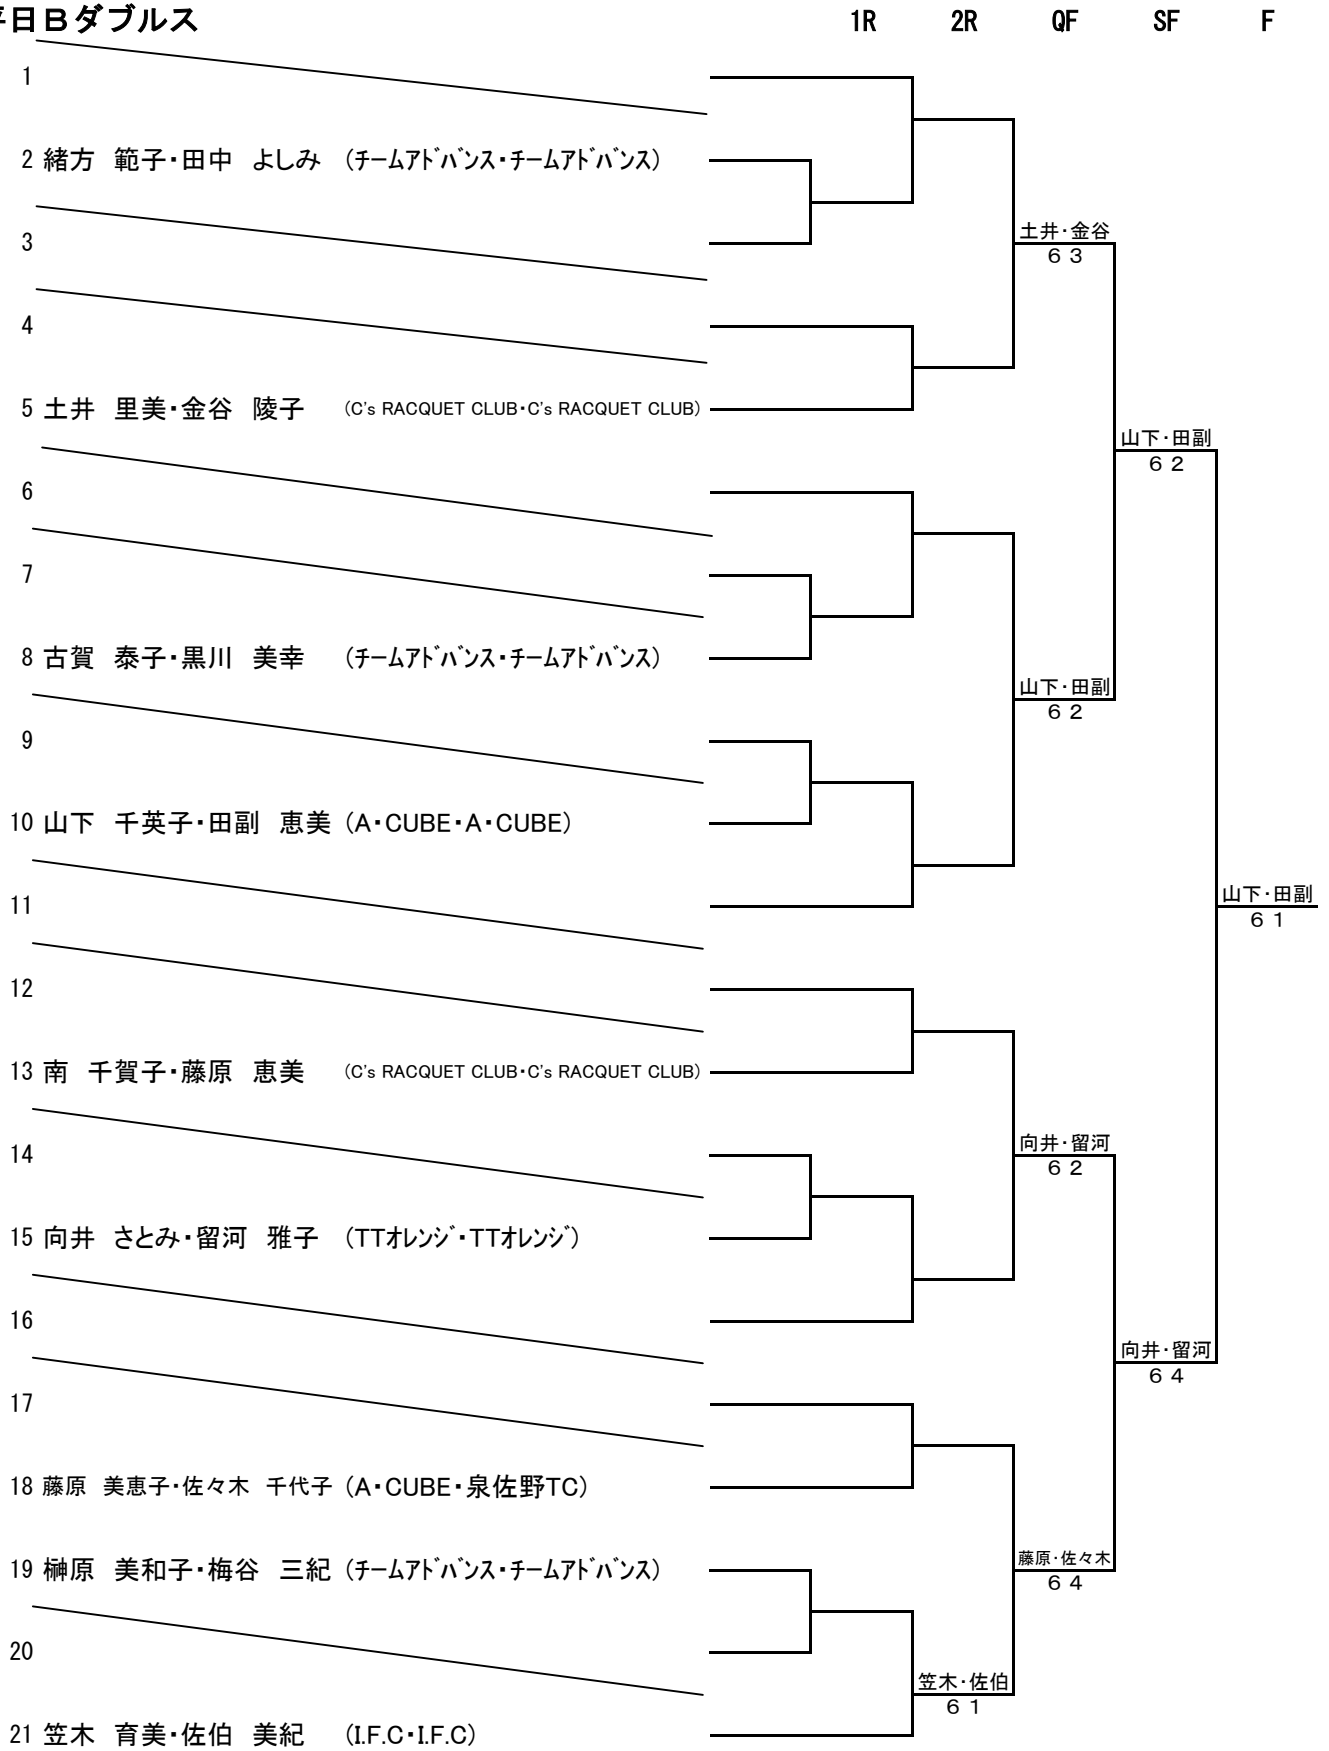 平日Bダブルス 1R 2R QF SF F
1
2 緒方 範子・田中 よしみ (チームアドバンス・チームアドバンス)
3
土井・金谷
6 3
4
5 土井 里美・金谷 陵子 (C's RACQUET CLUB・C's RACQUET CLUB)
山下・田副
6 2
6
7
8 古賀 泰子・黒川 美幸 (チームアドバンス・チームアドバンス)
山下・田副
6 2
9
10 山下 千英子・田副 恵美 (A・CUBE・A・CUBE)
11
山下・田副
6 1
12
13 南 千賀子・藤原 恵美 (C's RACQUET CLUB・C's RACQUET CLUB)
14
向井・留河
6 2
15 向井 さとみ・留河 雅子 (TTオレンジ・TTオレンジ)
16
向井・留河
6 4
17
18 藤原 美恵子・佐々木 千代子 (A・CUBE・泉佐野TC)
19 榊原 美和子・梅谷 三紀 (チームアドバンス・チームアドバンス)
藤原・佐々木
6 4
20
笠木・佐伯
6 1
21 笠木 育美・佐伯 美紀 (I.F.C・I.F.C)